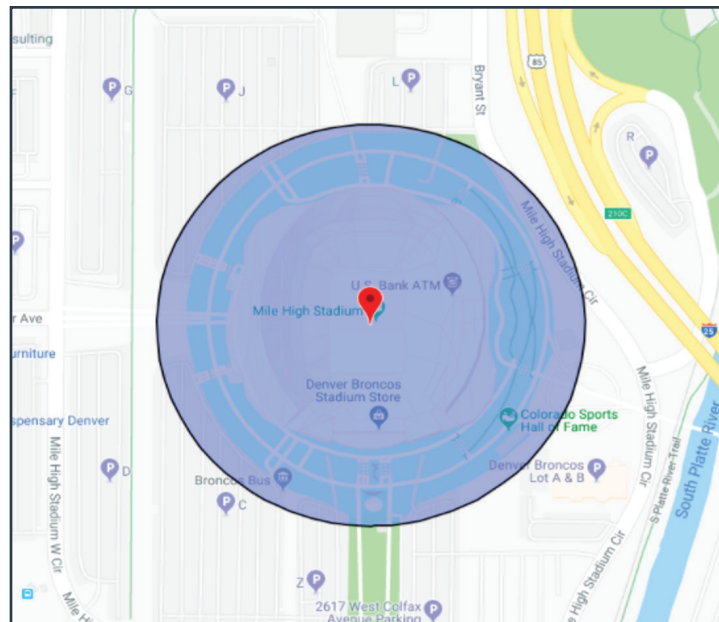 sulting
G
J
L
85
Bryant St
R
210C
Mile High Stadium Cir
U.S. Bank ATM
Mile High Stadium
r Ave
25
urniture
Denver Broncos
Stadium Store
spensary Denver
Colorado Sports
Hall of Fame
Mile High Stadium W Cir
D
Broncos Bus
C
Denver Broncos
Lot A & B
Mile High Stadium Cir
S Platte River Trail
South Platte River
Z
2617 West Colfax
Avenue Parking
Mile Hi
High Stadium Cir
P
P
P
P
P
P
P
P
P
P